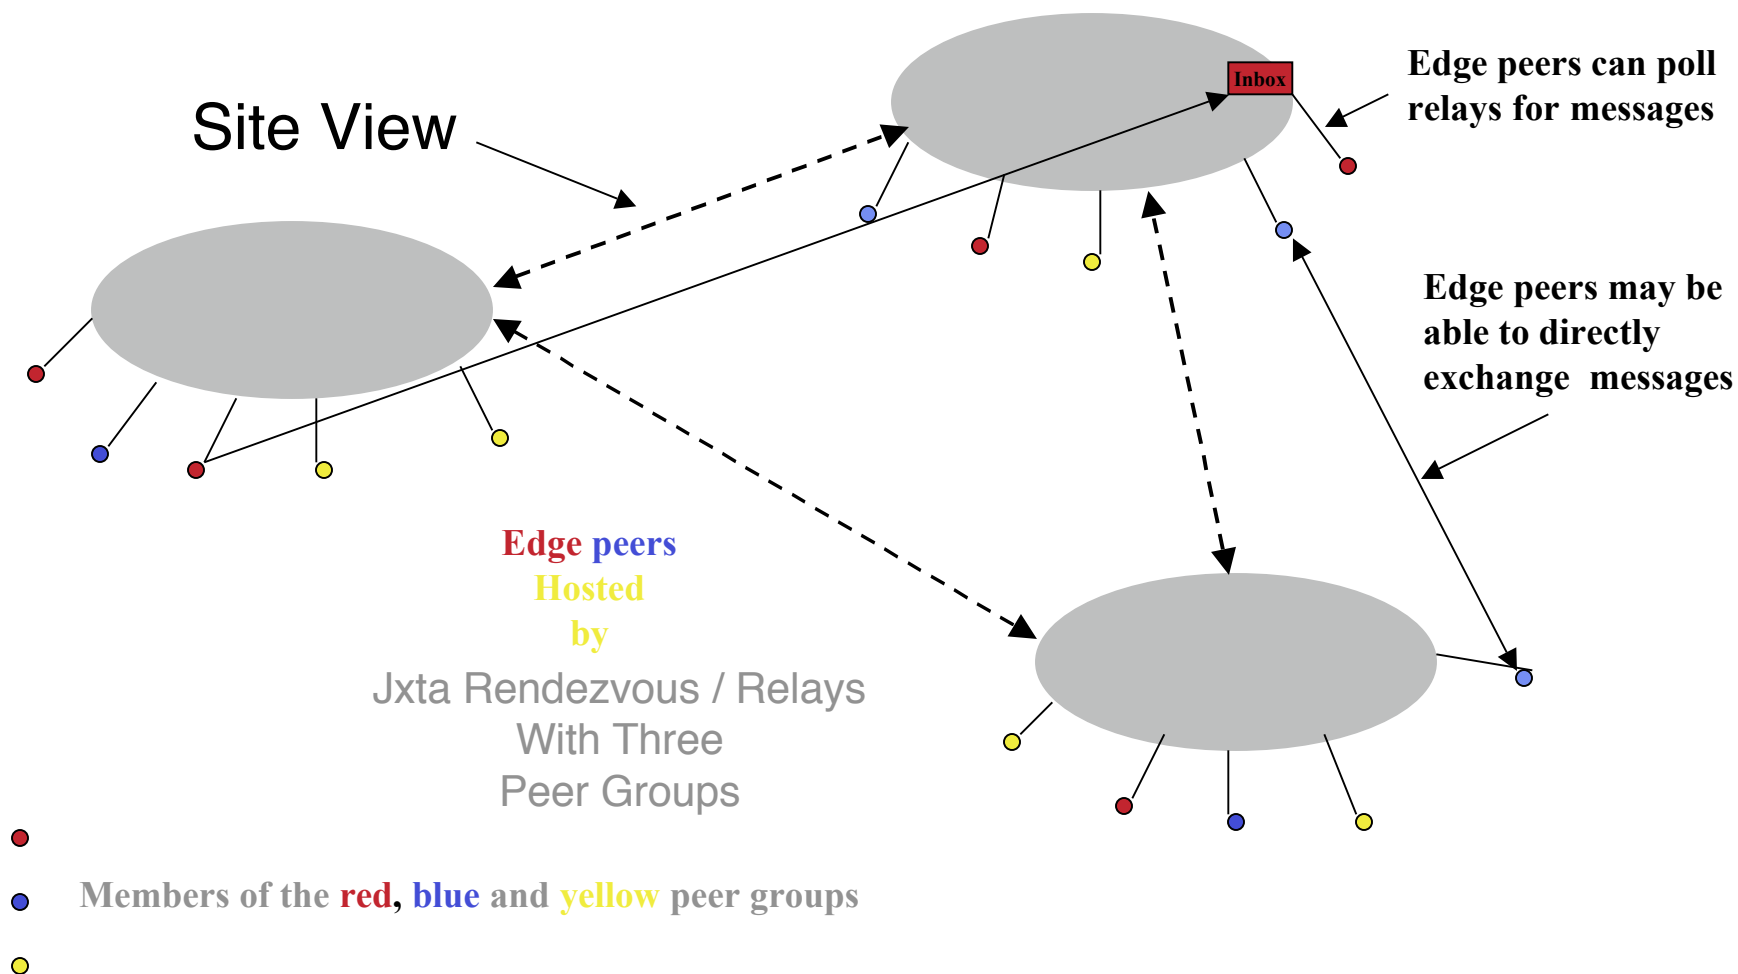 Inbox
Edge peers can poll
relays for messages
Site View
Edge peers may be
able to directly
exchange  messages
Edge peers
Hosted
by
Jxta Rendezvous / Relays
With Three
Peer Groups
Members of the red, blue and yellow peer groups